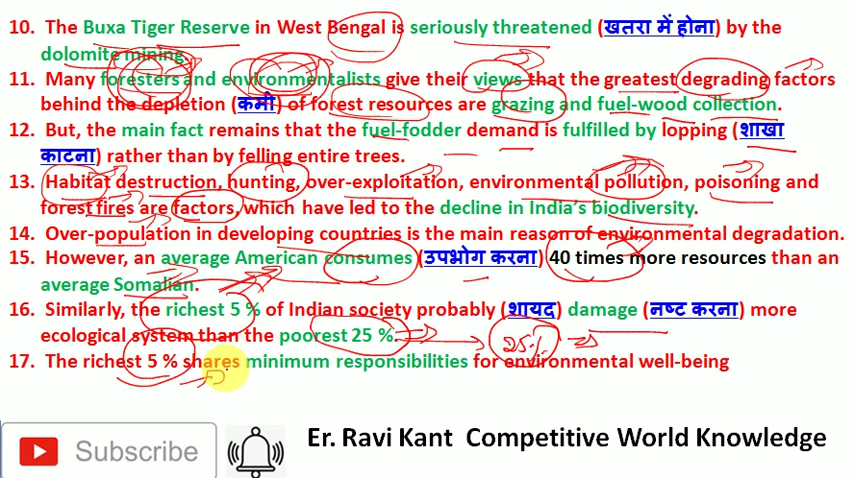 10. The Buxa Tiger Reserve in West Bengal is seriously threatened (खतरा में होना) by the
dolomite mining.
11. Many foresters and environmentalists give their views that the greatest degrading factors
behind the depletion (कमी) of forest resources are grazing and fuel-wood collection.
12. But, the main fact remains that the fuel-fodder demand is fulfilled by lopping (शाखा
काटना) rather than by felling entire trees.
13. Habitat destruction, hunting, over-exploitation, environmental pollution, poisoning and
forest fires are factors, which have led to the decline in India's biodiversity.
14. Over-population in developing countries is the main reason of environmental degradation.
15. However, an average American consumes (उपभोग करना) 40 times more resources than an
average Somalian.
16. Similarly, the richest 5 % of Indian society probably (शायद) damage (नष्ट करना) more
ecological system than the poorest 25 %.
25%
17. The richest 5 % shares minimum responsibilities for environmental well-being
Subscribe
Er. Ravi Kant Competitive World Knowledge